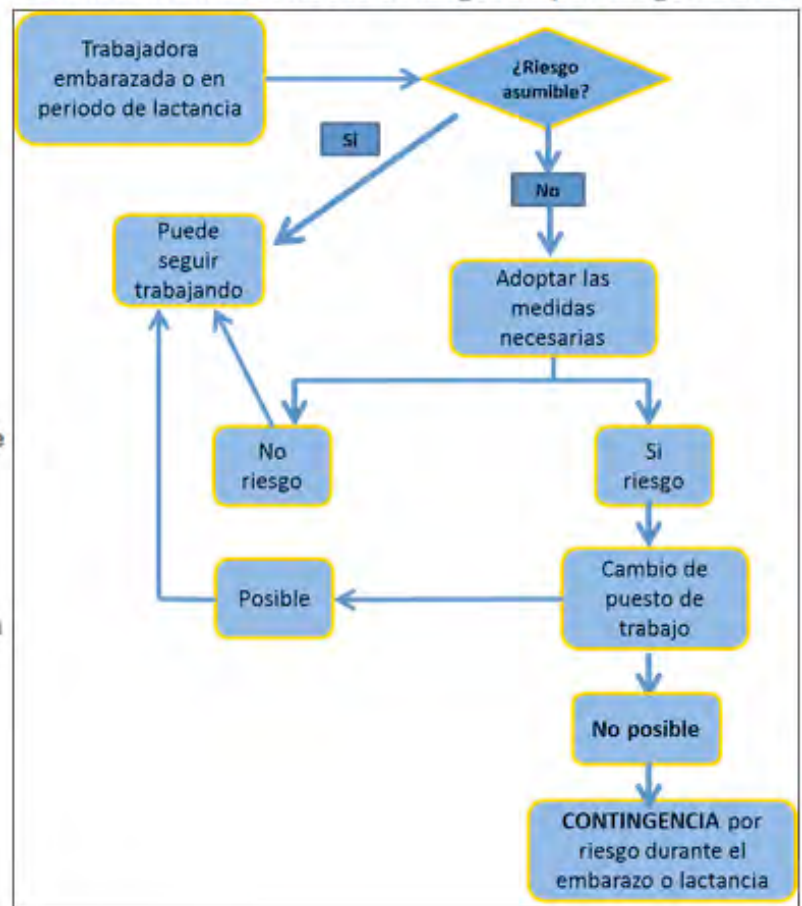 Trabajadora
embarazada o en
periodo de lactancia
¿Riesgo
asumible?
Si
No
Puede
seguir
trabajando
Adoptar las
medidas
necesarias
No
riesgo
Si
riesgo
Posible
Cambio de
puesto de
trabajo
No posible
CONTINGENCIA por
riesgo durante el
embarazo o lactancia